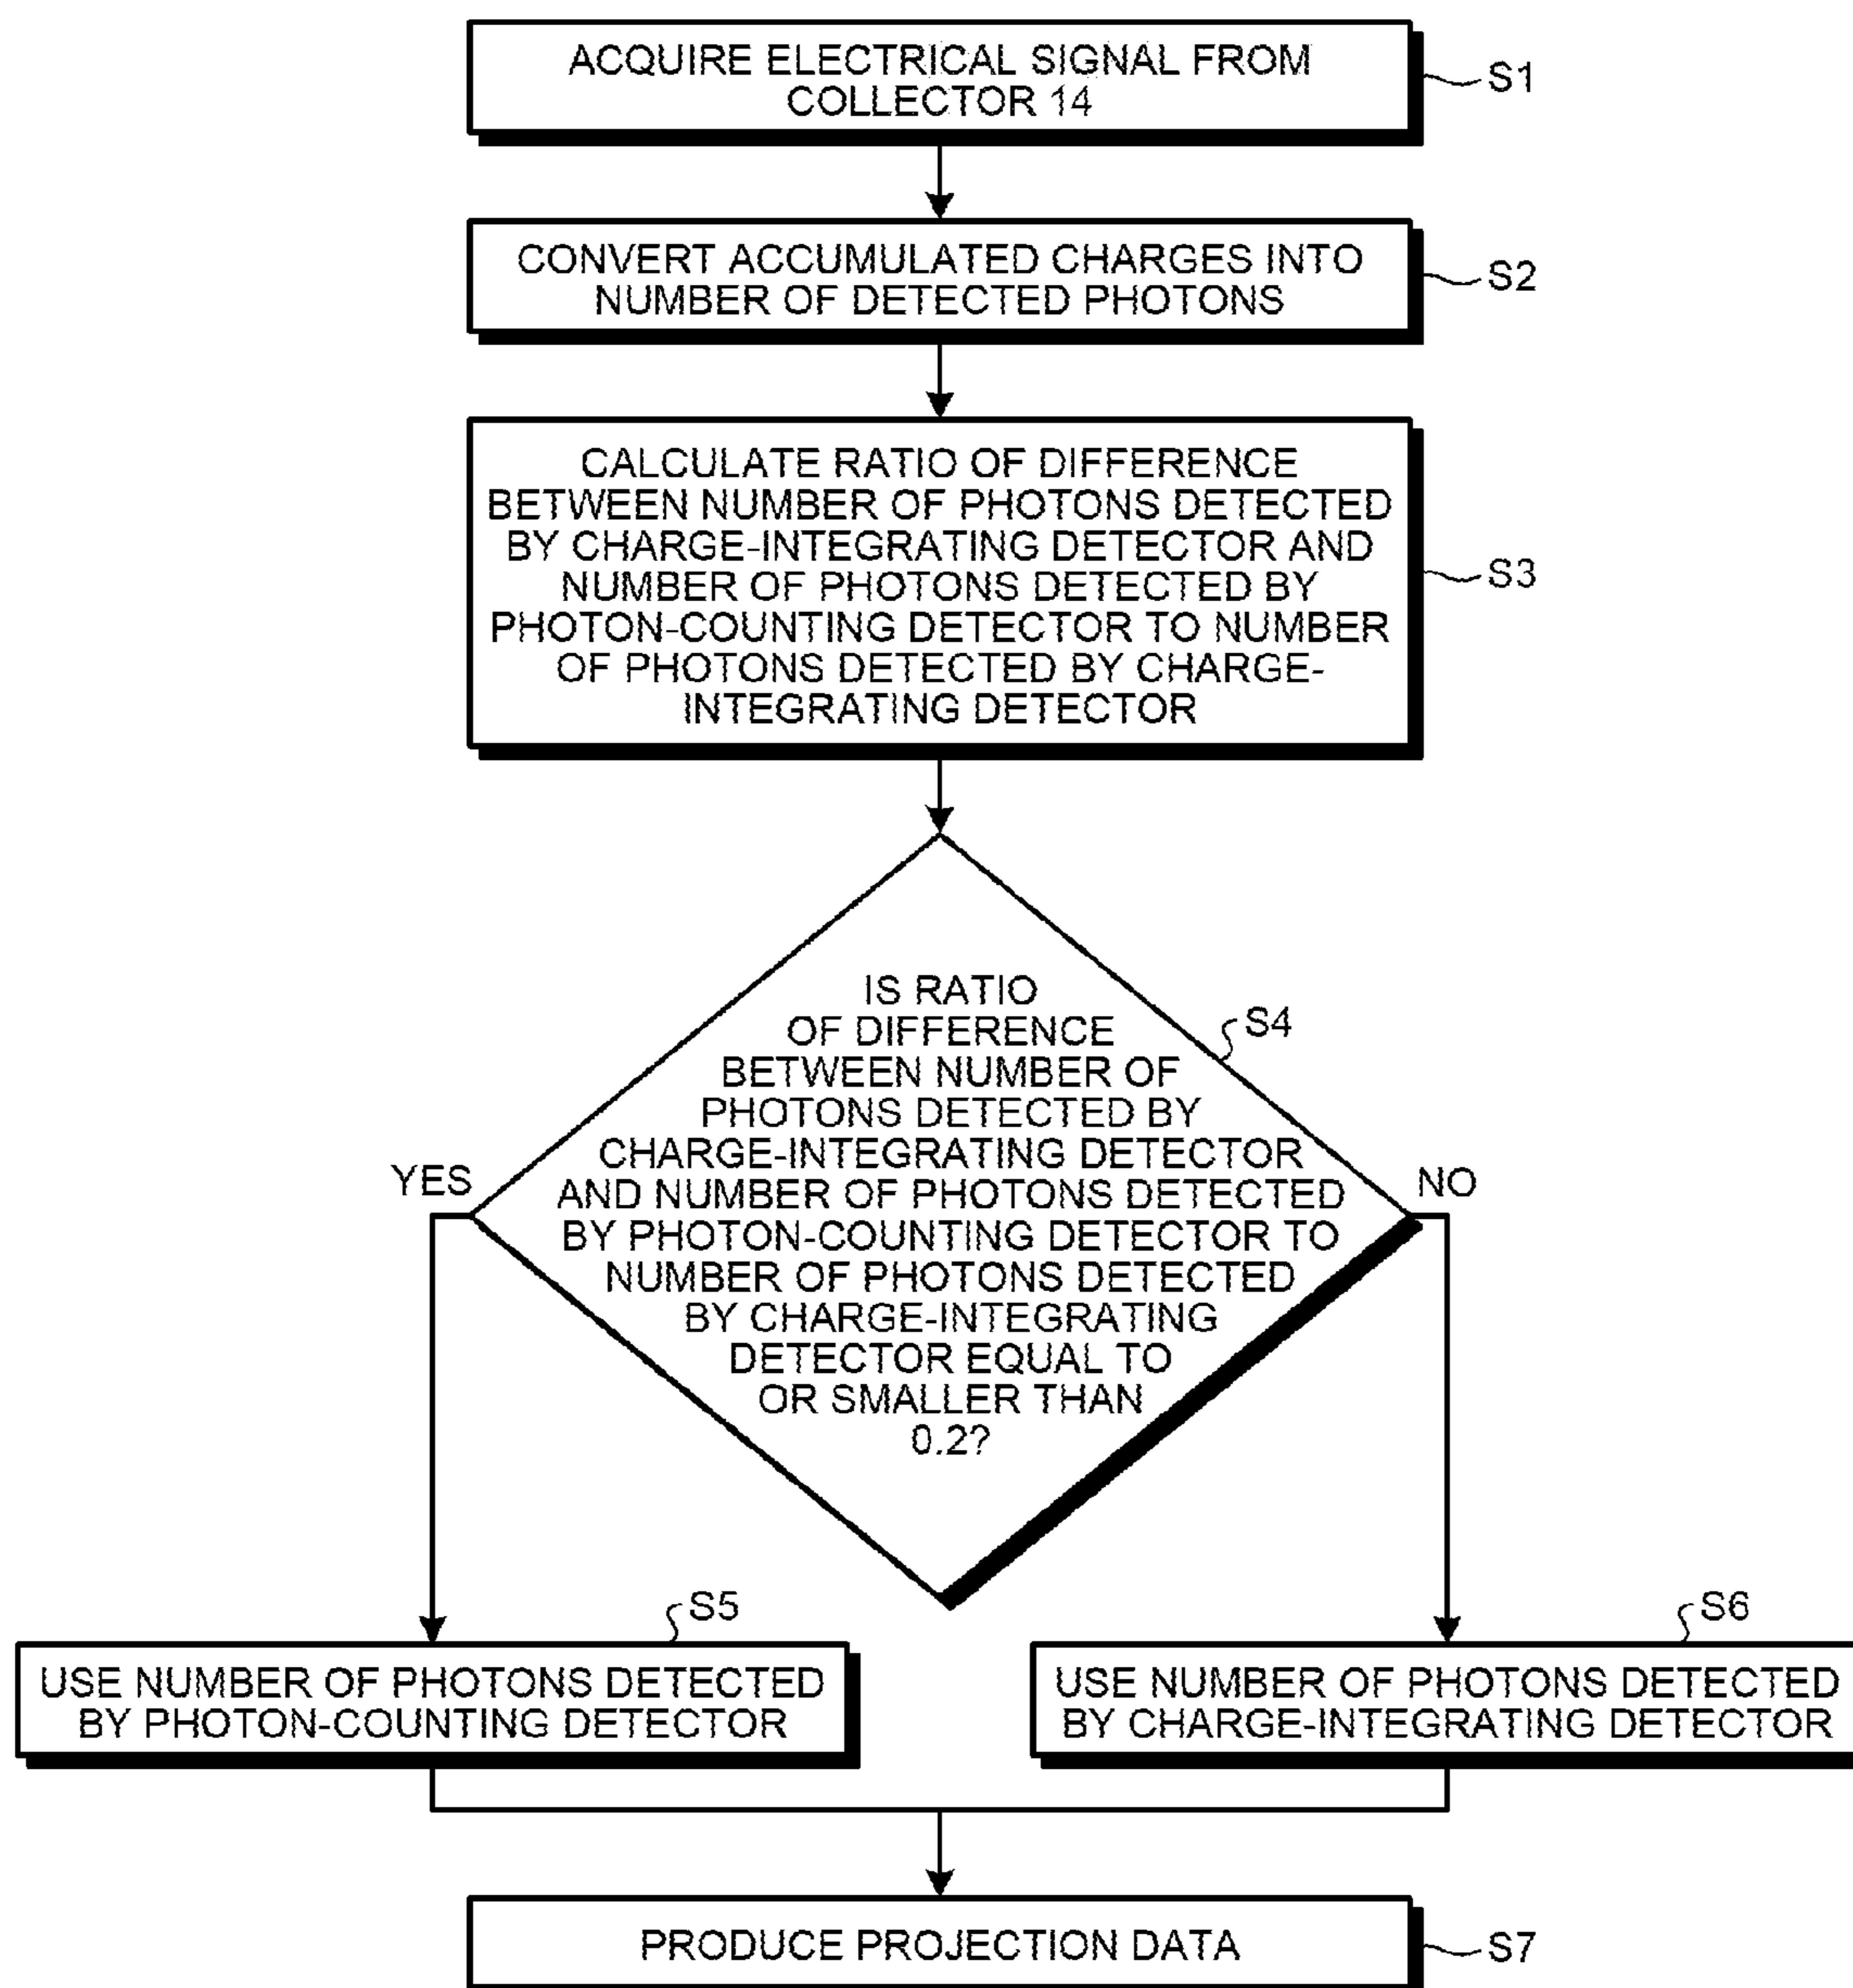 ACQUIRE ELECTRICAL SIGNAL FROM
COLLECTOR 14
S1
CONVERT ACCUMULATED CHARGES INTO
NUMBER OF DETECTED PHOTONS
S2
CALCULATE RATIO OF DIFFERENCE
BETWEEN NUMBER OF PHOTONS DETECTED
BY CHARGE-INTEGRATING DETECTOR AND
NUMBER OF PHOTONS DETECTED BY
PHOTON-COUNTING DETECTOR TO NUMBER
OF PHOTONS DETECTED BY CHARGE-
INTEGRATING DETECTOR
S3
IS RATIO
OF DIFFERENCE
BETWEEN NUMBER OF
PHOTONS DETECTED BY
CHARGE-INTEGRATING DETECTOR
AND NUMBER OF PHOTONS DETECTED
BY PHOTON-COUNTING DETECTOR TO
NUMBER OF PHOTONS DETECTED
BY CHARGE-INTEGRATING
DETECTOR EQUAL TO
OR SMALLER THAN
0.2?
S4
YES
NO
S5
USE NUMBER OF PHOTONS DETECTED
BY PHOTON-COUNTING DETECTOR
S6
USE NUMBER OF PHOTONS DETECTED
BY CHARGE-INTEGRATING DETECTOR
PRODUCE PROJECTION DATA
S7